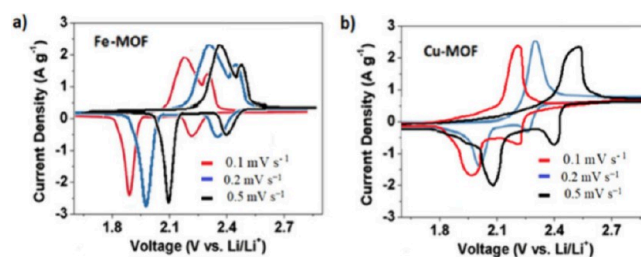 a)
Fe-MOF
Current Density (A g⁻¹)
3
2
1
0
-1
-2
-3
0.1 mV s⁻¹
0.2 mV s⁻¹
0.5 mV s⁻¹
1.8 2.1 2.4 2.7
Voltage (V vs. Li/Li⁺)
b)
Cu-MOF
Current Density (A g⁻¹)
3
2
1
0
-1
-2
-3
0.1 mV s⁻¹
0.2 mV s⁻¹
0.5 mV s⁻¹
1.8 2.1 2.4 2.7
Voltage (V vs. Li/Li⁺)